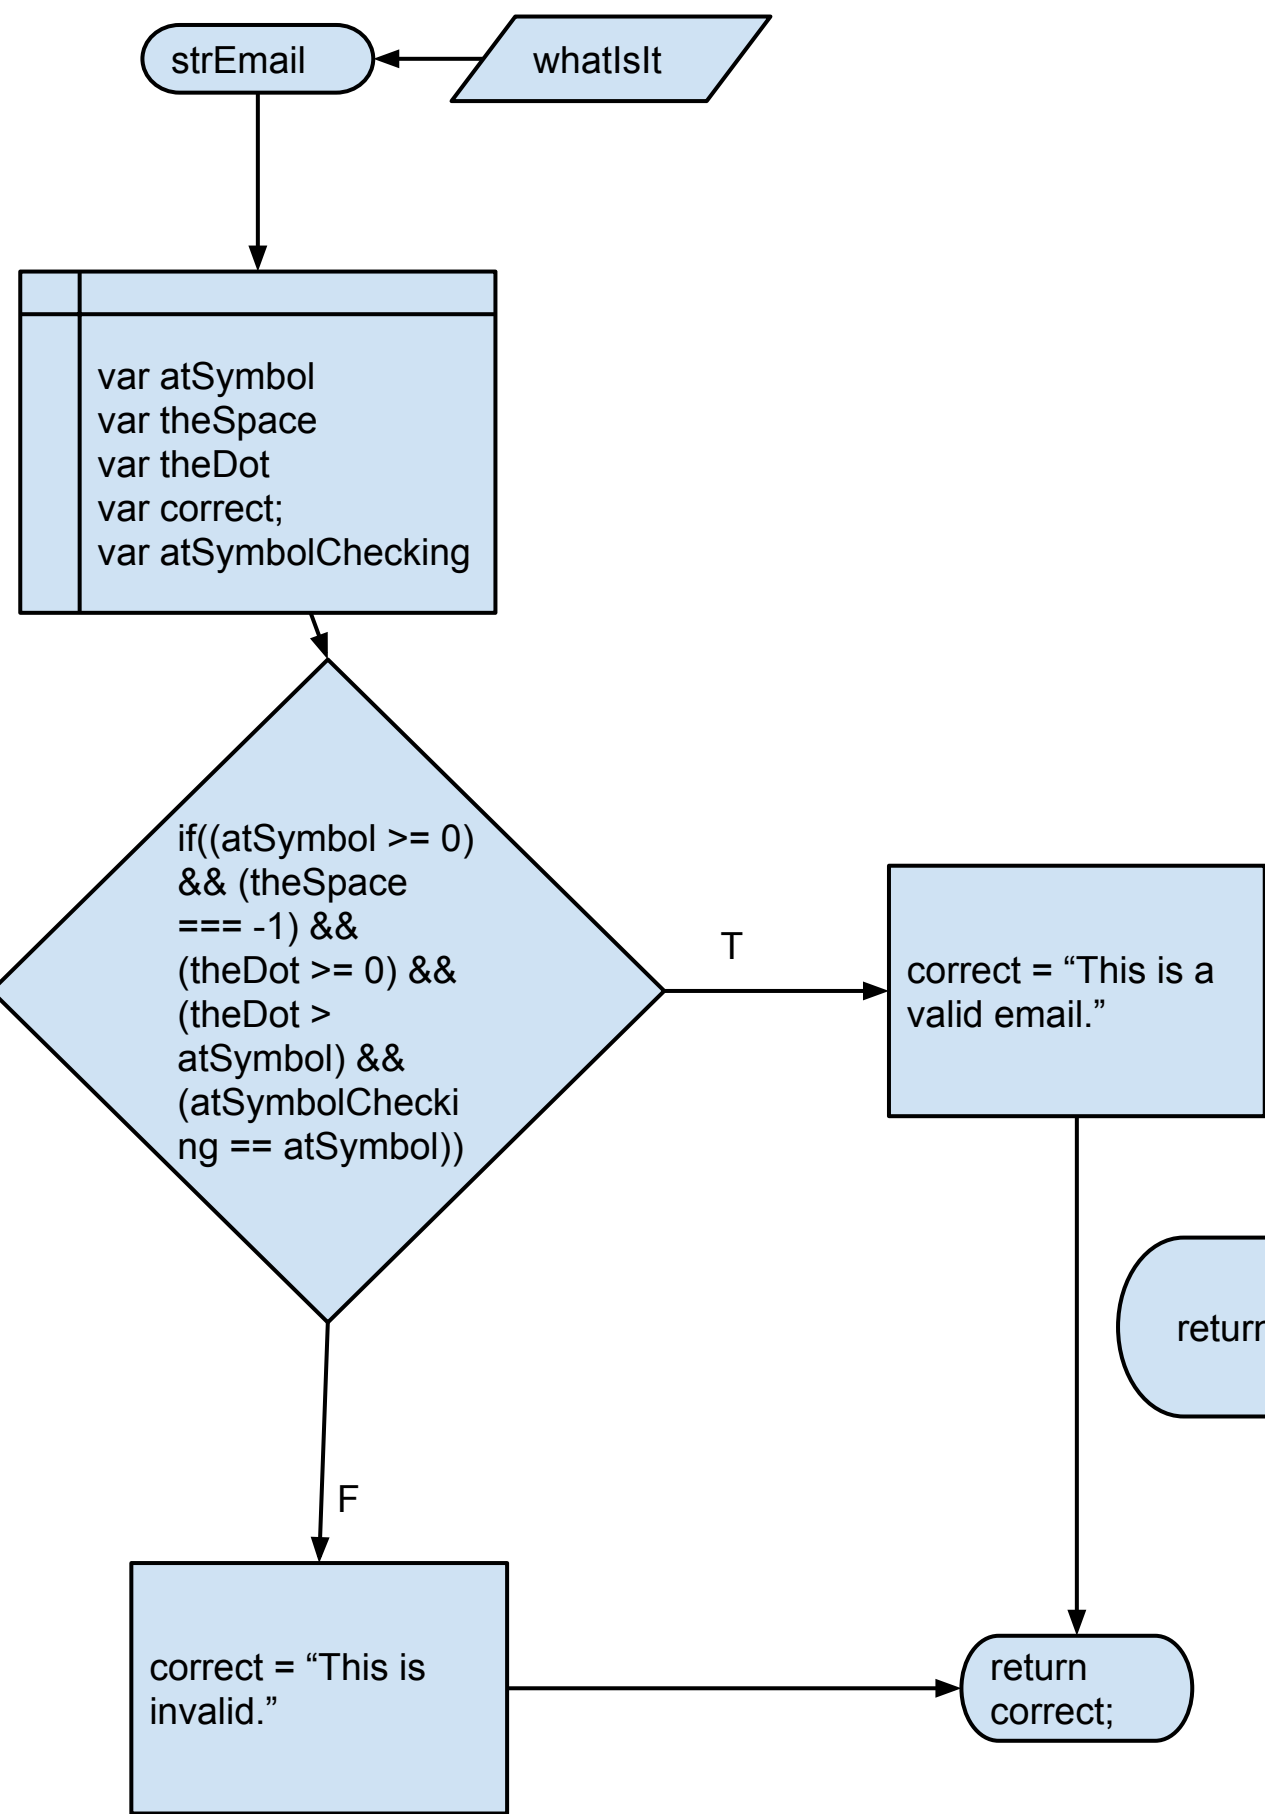 strEmail
whatIsIt
var atSymbol
var theSpace
var theDot
var correct;
var atSymbolChecking
if((atSymbol >= 0)
&& (theSpace
=== -1) &&
(theDot >= 0) &&
(theDot >
atSymbol) &&
(atSymbolChecki
ng == atSymbol))
T
correct = “This is a
valid email.”
return
F
correct = “This is
invalid.”
return
correct;